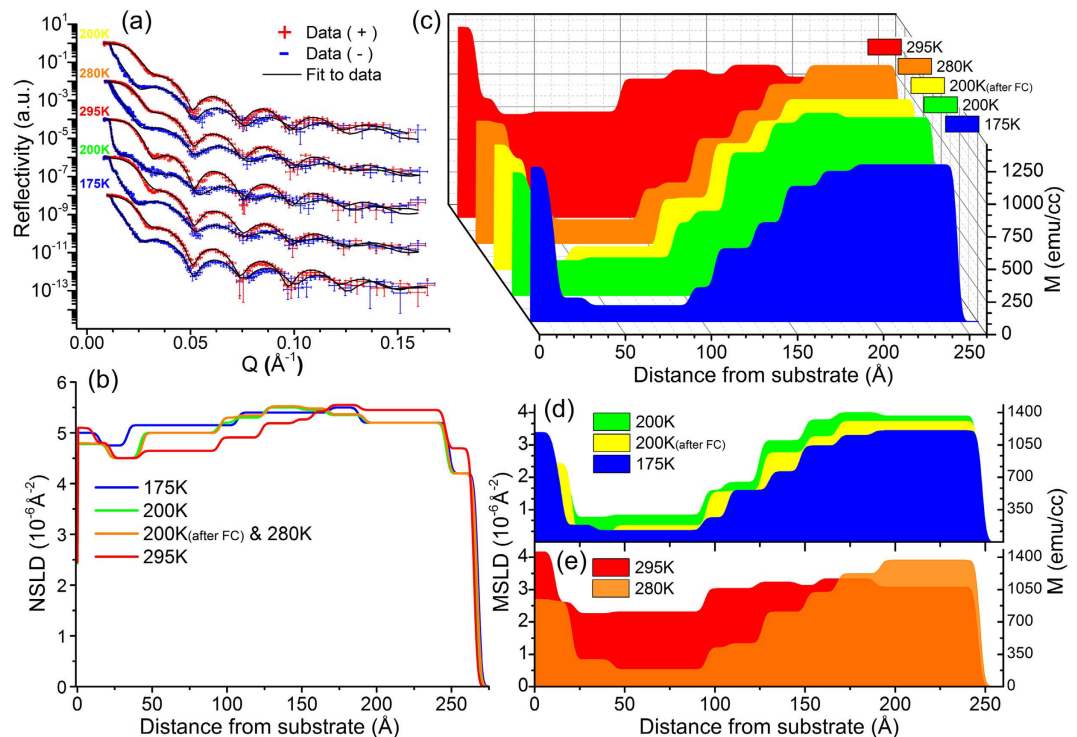 (a)
Reflectivity (a.u.)
10¹
10⁻¹
10⁻³
10⁻⁵
10⁻⁷
10⁻⁹
10⁻¹¹
10⁻¹³
200K
280K
295K
200K
175K
Data ( + )
Data ( - )
Fit to data
0.00 0.05 0.10 0.15
Q (Å⁻¹)
(c)
295K
280K
200K(after FC)
200K
175K
1250
1000
750
500
250
0
M (emu/cc)
0 50 100 150 200 250
Distance from substrate (Å)
(b)
NSLD (10⁻⁶Å⁻²)
6
5
4
3
2
1
0
175K
200K
200K(after FC) & 280K
295K
0 50 100 150 200 250
Distance from substrate (Å)
(d)
200K
200K(after FC)
175K
4
3
2
1
1400
1050
700
350
(e)
295K
280K
4
3
2
1
0
1400
1050
700
350
0
MSLD (10⁻⁶Å⁻²)
M (emu/cc)
0 50 100 150 200 250
Distance from substrate (Å)